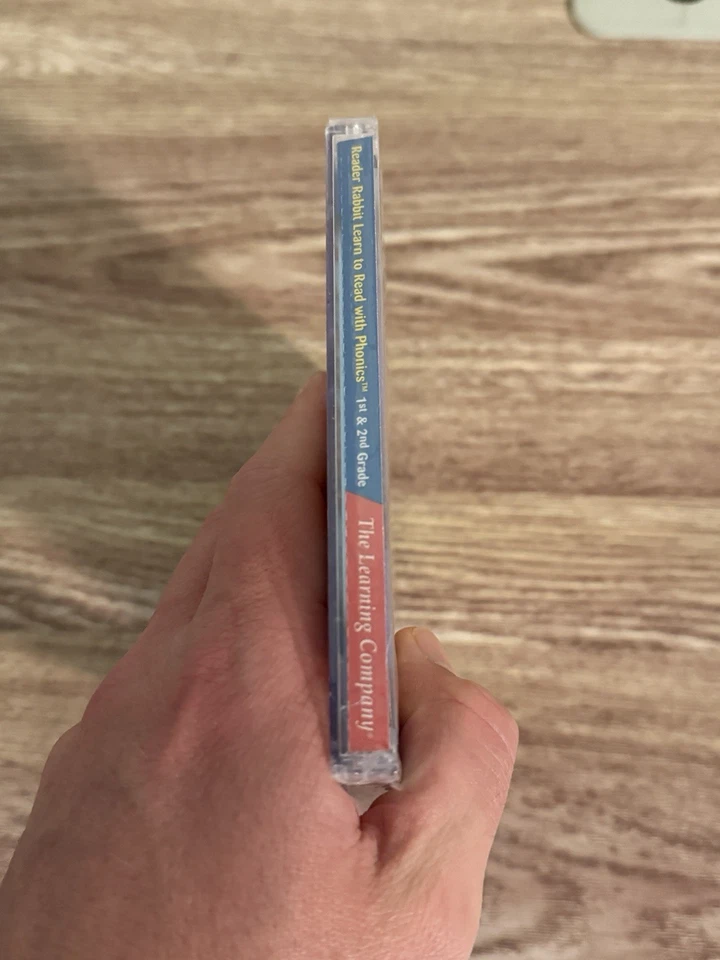 Reader Rabbit Learn to Read with Phonics™ 1st & 2nd Grade
The Learning Company®